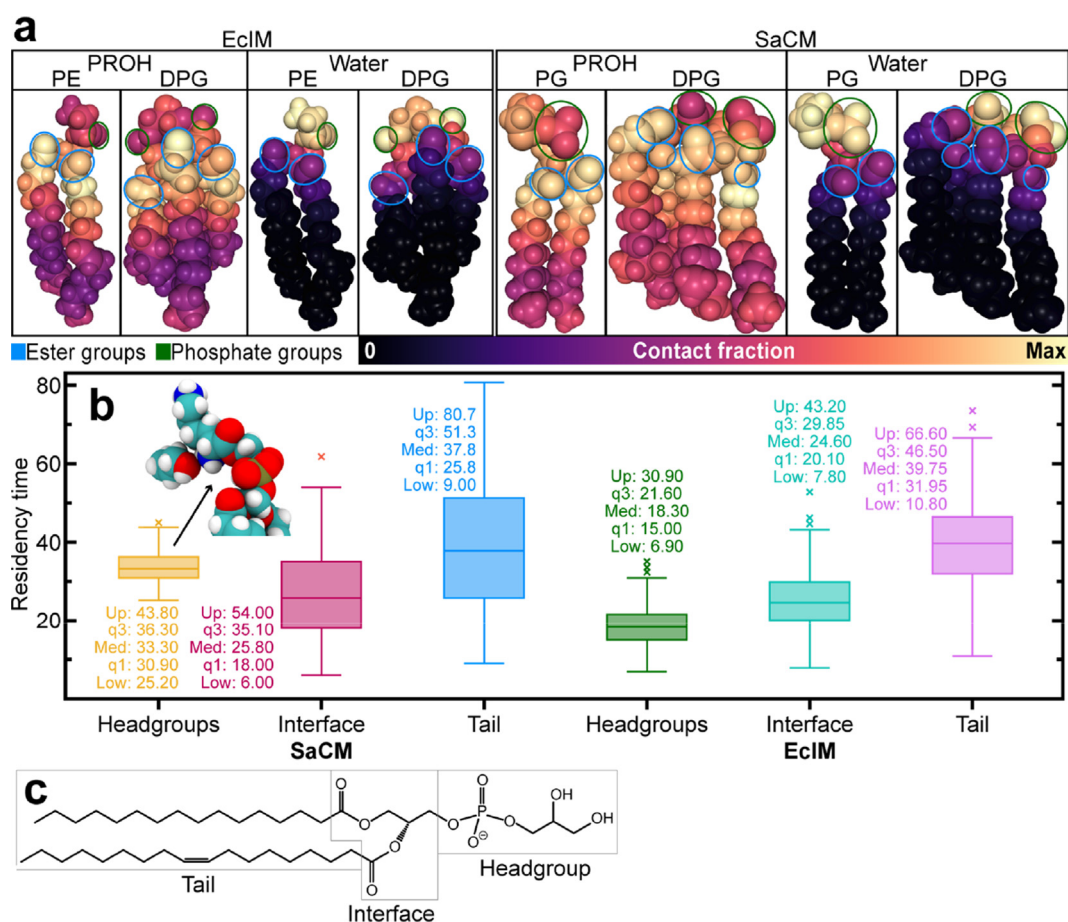 a
EcIM
SaCM
PROH
Water
PROH
Water
PE
DPG
PE
DPG
PG
DPG
PG
DPG
Ester groups
Phosphate groups
0
Contact fraction
Max
b
Residency time
80
60
40
20
Up: 43.80
q3: 36.30
Med: 33.30
q1: 30.90
Low: 25.20
Up: 54.00
q3: 35.10
Med: 25.80
q1: 18.00
Low: 6.00
Up: 80.7
q3: 51.3
Med: 37.8
q1: 25.8
Low: 9.00
Up: 30.90
q3: 21.60
Med: 18.30
q1: 15.00
Low: 6.90
Up: 43.20
q3: 29.85
Med: 24.60
q1: 20.10
Low: 7.80
Up: 66.60
q3: 46.50
Med: 39.75
q1: 31.95
Low: 10.80
Headgroups
Interface
Tail
Headgroups
Interface
Tail
SaCM
EcIM
c
O
O
O
O
O
O
P
O
⊖
O
OH
OH
Tail
Interface
Headgroup